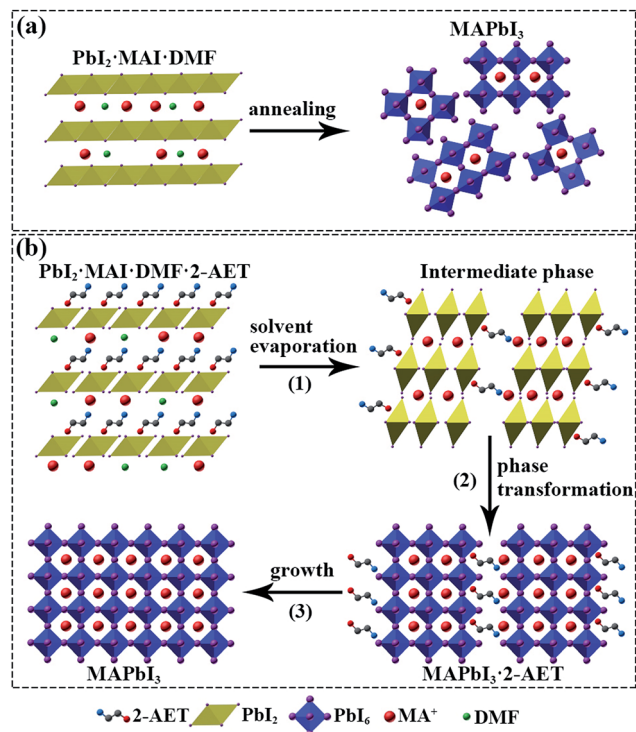 (a)
PbI₂·MAI·DMF
annealing
MAPbI₃
(b)
PbI₂·MAI·DMF·2-AET
solvent
evaporation
(1)
Intermediate phase
(2)
phase
transformation
MAPbI₃·2-AET
growth
(3)
MAPbI₃
2-AET PbI₂ PbI₆ MA⁺ DMF